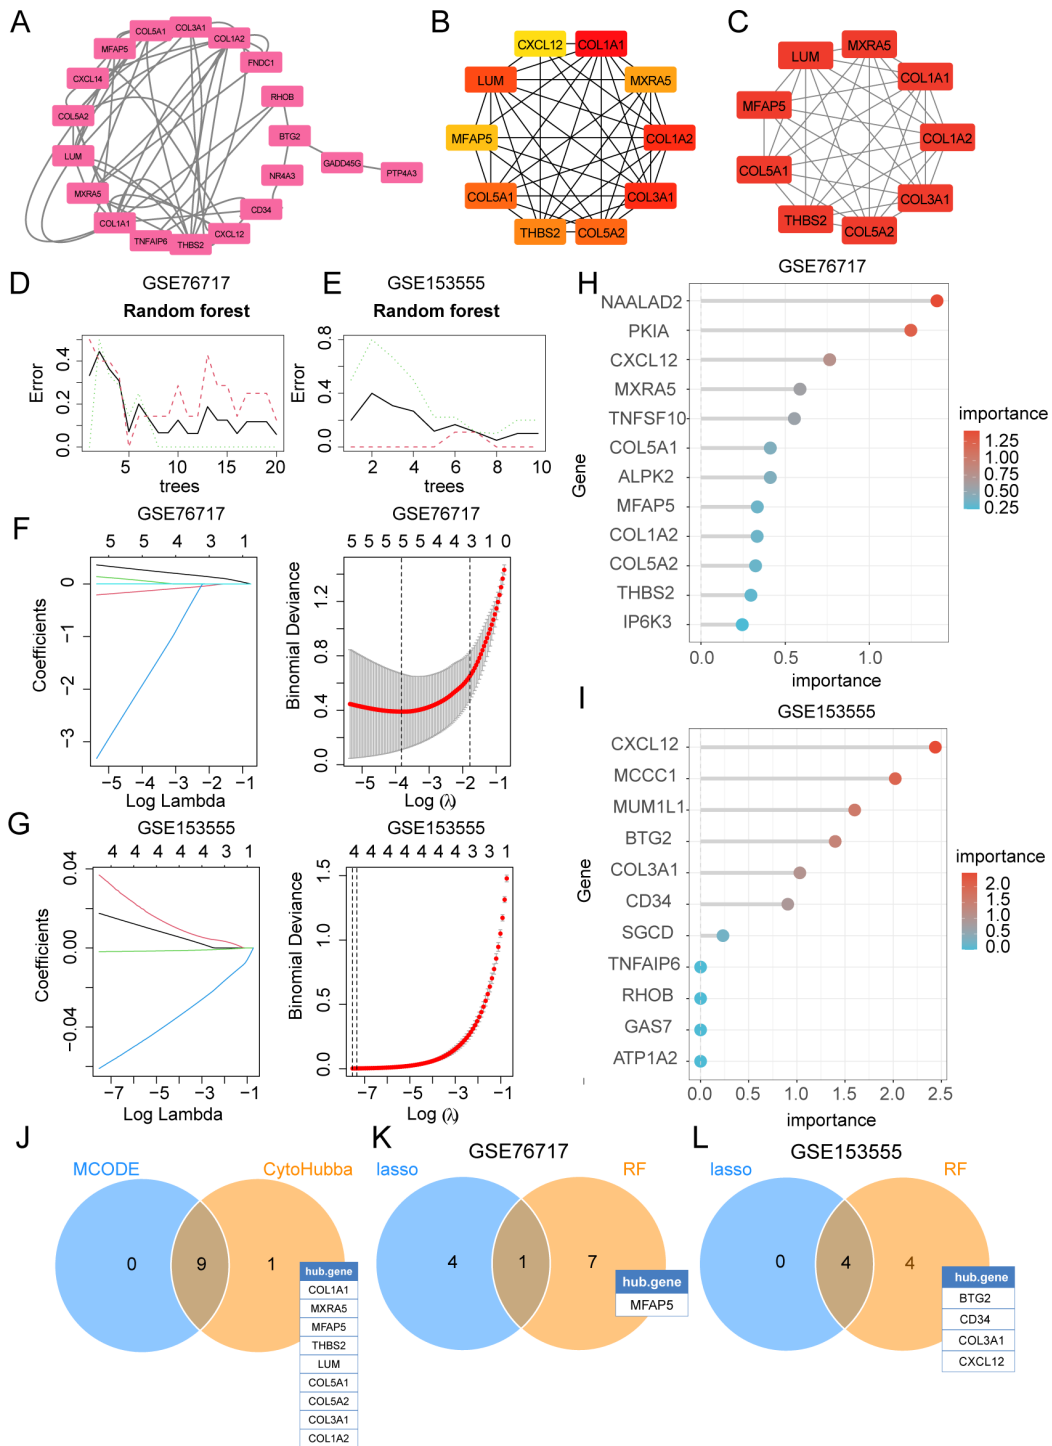 A
COL5A1
COL3A1
COL1A2
MFAP5
FNDC1
CXCL14
RHOB
COL5A2
BTG2
LUM
GADD45G
PTP4A3
NR4A3
MXRA5
CD34
COL1A1
CXCL12
TNFAIP6
THBS2
B
CXCL12
COL1A1
LUM
MXRA5
MFAP5
COL1A2
COL5A1
COL3A1
THBS2
COL5A2
C
MXRA5
LUM
COL1A1
MFAP5
COL1A2
COL5A1
COL3A1
THBS2
COL5A2
D
GSE76717
Random forest
Error
0.0 0.2 0.4
5 10 15 20
trees
E
GSE153555
Random forest
Error
0.0 0.4 0.8
2 4 6 8 10
trees
F
GSE76717
5 5 4 3 1
Coefficients
0
−1
−2
−3
−5 −4 −3 −2 −1
Log Lambda
GSE76717
5 5 5 5 5 4 4 3 1 0
Binomial Deviance
0.0 0.4 0.8 1.2
−5 −4 −3 −2 −1
Log (λ)
G
GSE153555
4 4 4 4 4 3 1
Coefficients
−0.04 0.00 0.04
−7 −5 −3 −1
Log Lambda
GSE153555
4 4 4 4 4 4 4 3 3 1
Binomial Deviance
0.0 0.5 1.0 1.5
−7 −5 −3 −1
Log (λ)
H
GSE76717
Gene
NAALAD2
PKIA
CXCL12
MXRA5
TNFSF10
COL5A1
ALPK2
MFAP5
COL1A2
COL5A2
THBS2
IP6K3
0.0 0.5 1.0
importance
importance
1.25
1.00
0.75
0.50
0.25
I
GSE153555
Gene
CXCL12
MCCC1
MUM1L1
BTG2
COL3A1
CD34
SGCD
TNFAIP6
RHOB
GAS7
ATP1A2
0.0 0.5 1.0 1.5 2.0 2.5
importance
importance
2.0
1.5
1.0
0.5
0.0
J
MCODE
CytoHubba
0 9 1
hub.gene
COL1A1
MXRA5
MFAP5
THBS2
LUM
COL5A1
COL5A2
COL3A1
COL1A2
K
GSE76717
lasso
RF
4 1 7
hub.gene
MFAP5
L
GSE153555
lasso
RF
0 4 4
hub.gene
BTG2
CD34
COL3A1
CXCL12